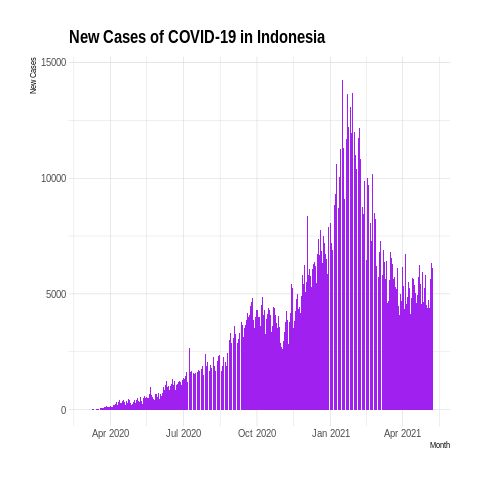 New Cases of COVID-19 in Indonesia
New Cases
15000
10000
5000
0
Apr 2020 Jul 2020 Oct 2020 Jan 2021 Apr 2021
Month